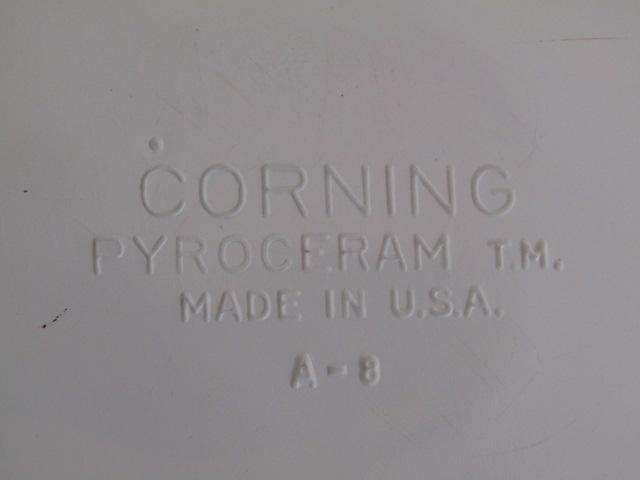 CORNING
PYROCERAM T.M.
MADE IN U.S.A.
A-8